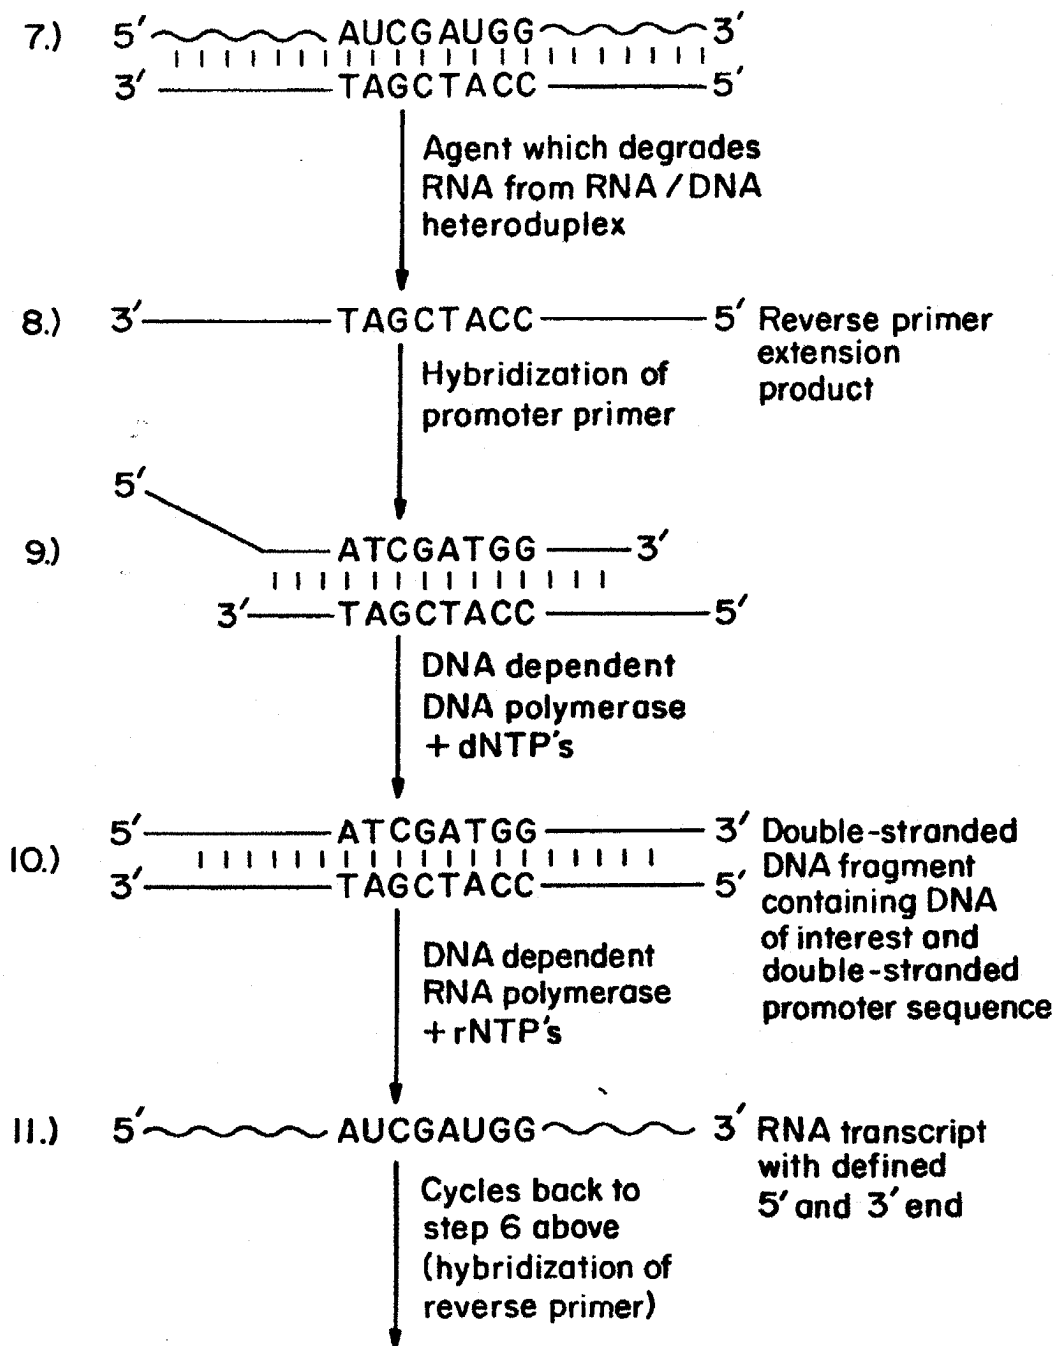 7.) 5′ AUCGAUGG 3′
3′ TAGCTACC 5′
Agent which degrades
RNA from RNA/DNA
heteroduplex
8.) 3′ TAGCTACC 5′ Reverse primer
extension
product
Hybridization of
promoter primer
5′
9.) ATCGATGG 3′
3′ TAGCTACC 5′
DNA dependent
DNA polymerase
+ dNTP's
5′ ATCGATGG 3′ Double-stranded
10.) DNA fragment
3′ TAGCTACC 5′ containing DNA
of interest and
double-stranded
promoter sequence
DNA dependent
RNA polymerase
+ rNTP's
11.) 5′ AUCGAUGG 3′ RNA transcript
with defined
5′ and 3′ end
Cycles back to
step 6 above
(hybridization of
reverse primer)